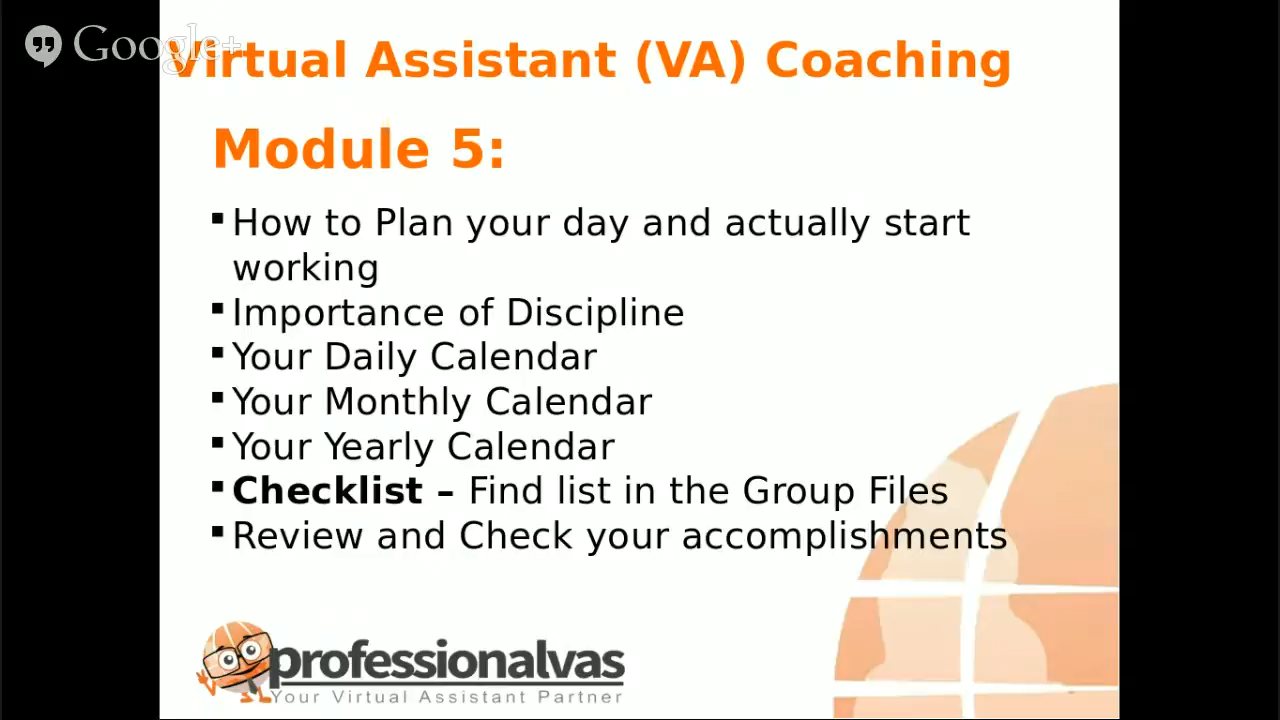 Google+
Virtual Assistant (VA) Coaching
Module 5:
▪How to Plan your day and actually start
working
▪Importance of Discipline
▪Your Daily Calendar
▪Your Monthly Calendar
▪Your Yearly Calendar
▪Checklist – Find list in the Group Files
▪Review and Check your accomplishments
professionalvas
Your Virtual Assistant Partner